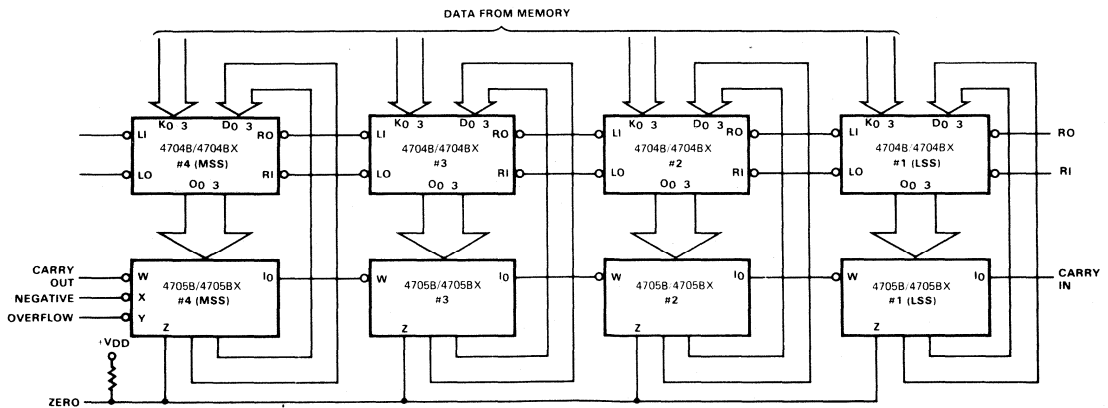 DATA FROM MEMORY
K0 3 D0 3 K0 3 D0 3 K0 3 D0 3 K0 3 D0 3
LI RO LI RO LI RO LI RO
4704B/4704BX 4704B/4704BX 4704B/4704BX 4704B/4704BX
#4 (MSS) #3 #2 #1 (LSS)
LO RI LO RI LO RI LO RI
O0 3 O0 3 O0 3 O0 3
CARRY OUT W I0 W I0 W I0 W I0 CARRY IN
4705B/4705BX 4705B/4705BX 4705B/4705BX 4705B/4705BX
#4 (MSS) #3 #2 #1 (LSS)
NEGATIVE X
OVERFLOW Y
Z Z Z Z
+VDD
ZERO